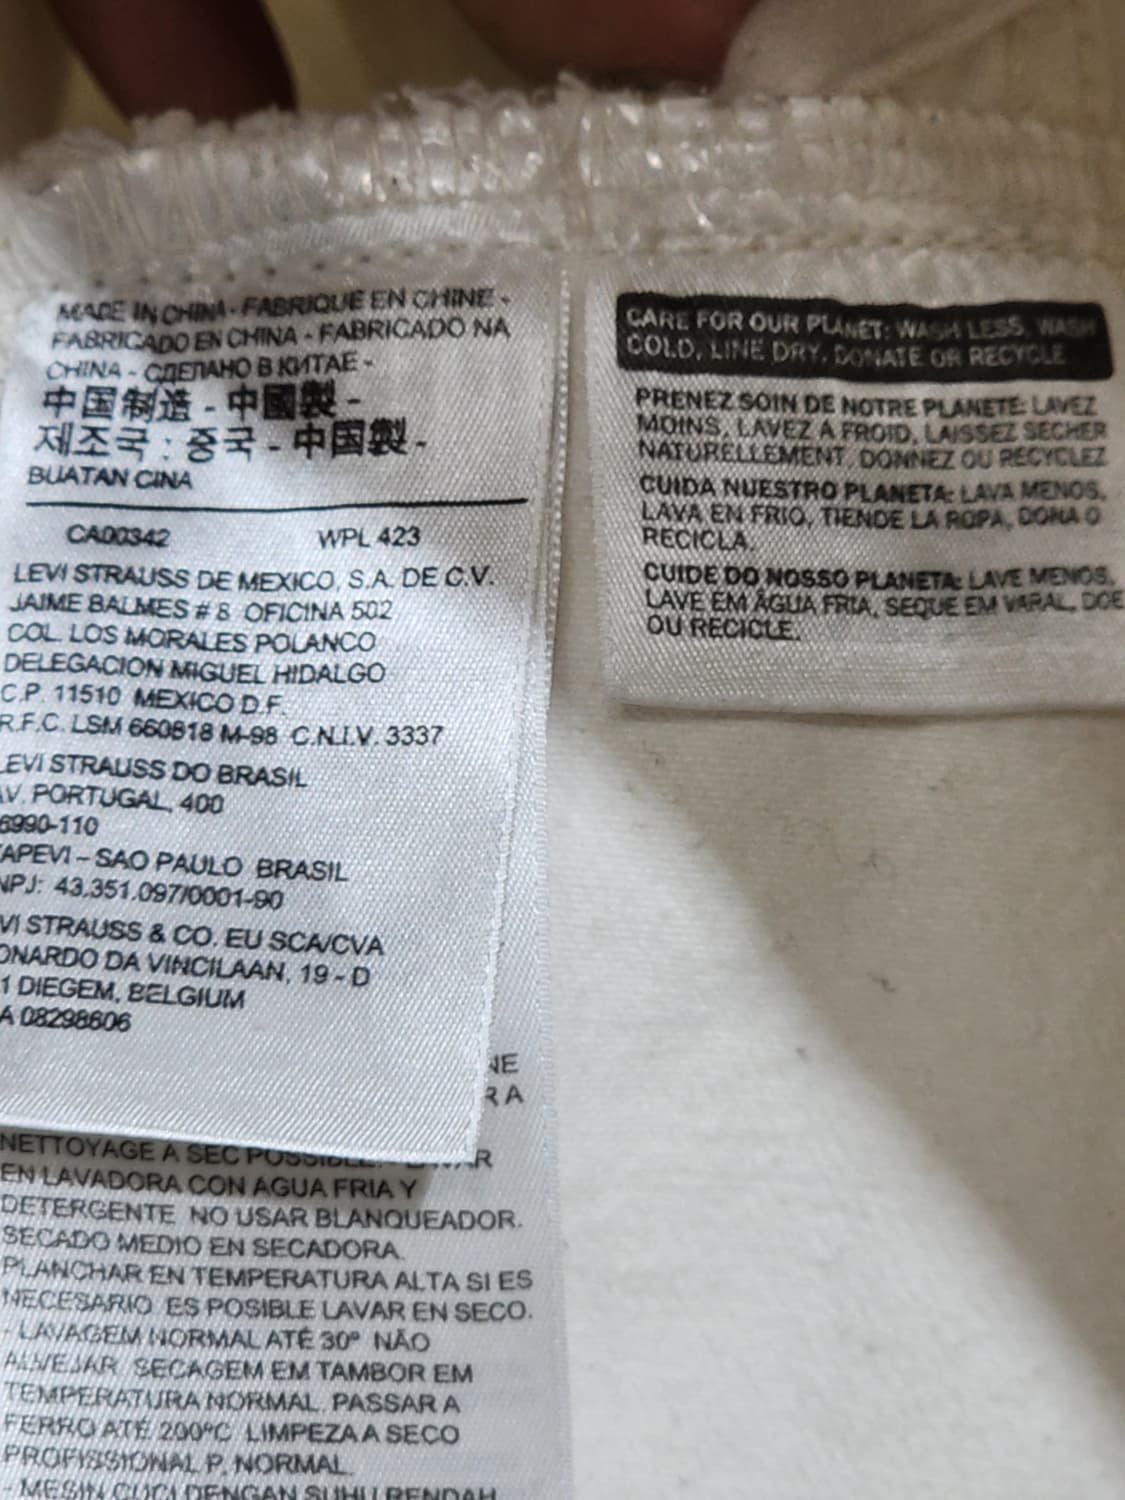 MADE IN CHINA - FABRIQUE EN CHINE -
FABRICADO EN CHINA - FABRICADO NA
CHINA - СДЕЛАНО В КИТАЕ -
中国制造 - 中國製 -
제조국 : 중국 - 中国製 -
BUATAN CINA
CA00342 WPL 423
LEVI STRAUSS DE MEXICO, S.A. DE C.V.
JAIME BALMES # 8 OFICINA 502
COL. LOS MORALES POLANCO
DELEGACION MIGUEL HIDALGO
C.P. 11510 MEXICO D.F.
R.F.C. LSM 660818 M-98 C.N.I.V. 3337
LEVI STRAUSS DO BRASIL
AV. PORTUGAL, 400
6990-110
APEVI – SAO PAULO BRASIL
NPJ: 43.351.097/0001-90
VI STRAUSS & CO. EU SCA/CVA
ONARDO DA VINCILAAN, 19 - D
1 DIEGEM, BELGIUM
A 08298606
NE
R A
NETTOYAGE A SEC POSSIBLE.
EN LAVADORA CON AGUA FRIA Y
DETERGENTE NO USAR BLANQUEADOR.
SECADO MEDIO EN SECADORA.
PLANCHAR EN TEMPERATURA ALTA SI ES
NECESARIO. ES POSIBLE LAVAR EN SECO.
- LAVAGEM NORMAL ATÉ 30° NÃO
ALVEJAR. SECAGEM EM TAMBOR EM
TEMPERATURA NORMAL. PASSAR A
FERRO ATÉ 200°C LIMPEZA A SECO
PROFISSIONAL P, NORMAL.
- MESIN CUCI DENGAN SUHU RENDAH
CARE FOR OUR PLANET: WASH LESS, WASH
COLD, LINE DRY, DONATE OR RECYCLE
PRENEZ SOIN DE NOTRE PLANETE: LAVEZ
MOINS, LAVEZ A FROID, LAISSEZ SECHER
NATURELLEMENT, DONNEZ OU RECYCLEZ
CUIDA NUESTRO PLANETA: LAVA MENOS,
LAVA EN FRIO, TIENDE LA ROPA, DONA O
RECICLA.
CUIDE DO NOSSO PLANETA: LAVE MENOS,
LAVE EM ÁGUA FRIA, SEQUE EM VARAL, DOE
OU RECICLE.